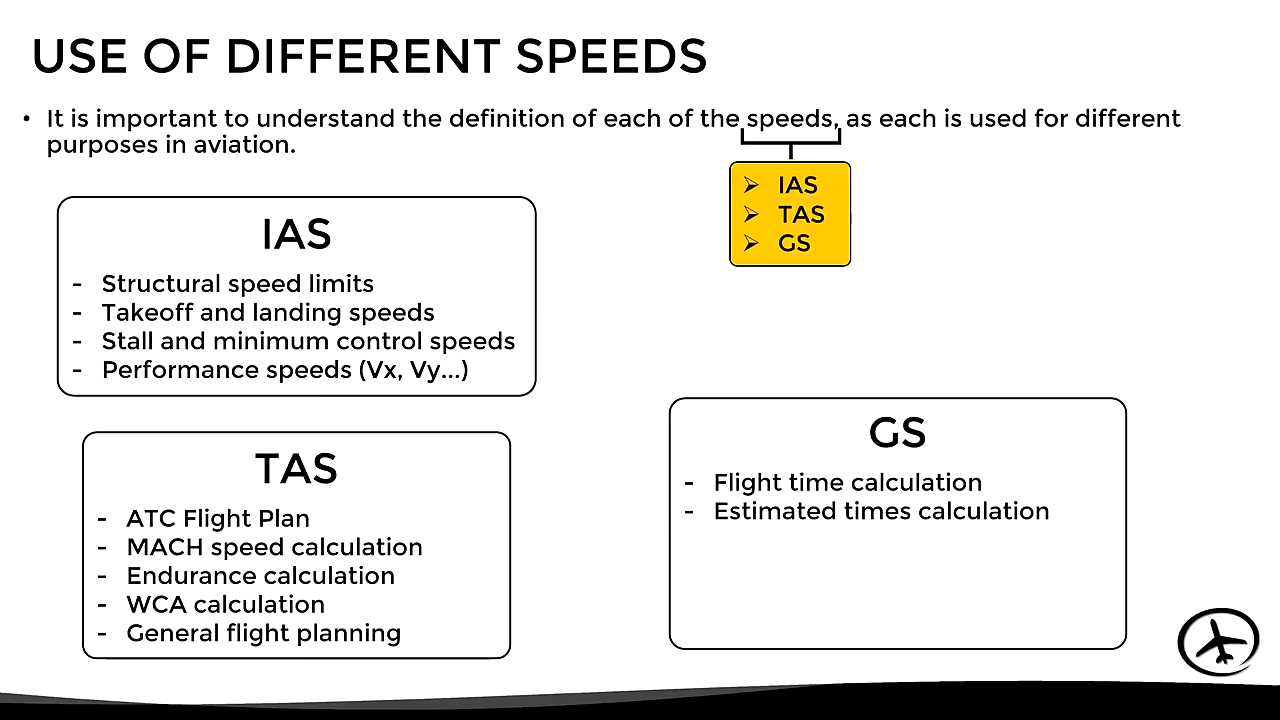 USE OF DIFFERENT SPEEDS
• It is important to understand the definition of each of the speeds, as each is used for different
purposes in aviation.
➢ IAS
➢ TAS
➢ GS
IAS
- Structural speed limits
- Takeoff and landing speeds
- Stall and minimum control speeds
- Performance speeds (Vx, Vy...)
TAS
- ATC Flight Plan
- MACH speed calculation
- Endurance calculation
- WCA calculation
- General flight planning
GS
- Flight time calculation
- Estimated times calculation